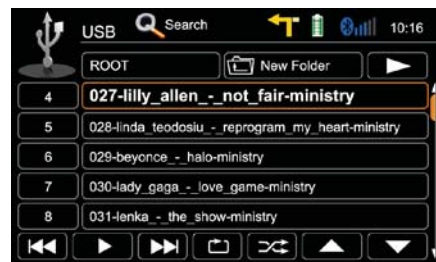 USB Search 10:16
ROOT New Folder
4 027-lilly_allen_-_not_fair-ministry
5 028-linda_teodosiu_-_reprogram_my_heart-ministry
6 029-beyonce_-_halo-ministry
7 030-lady_gaga_-_love_game-ministry
8 031-lenka_-_the_show-ministry